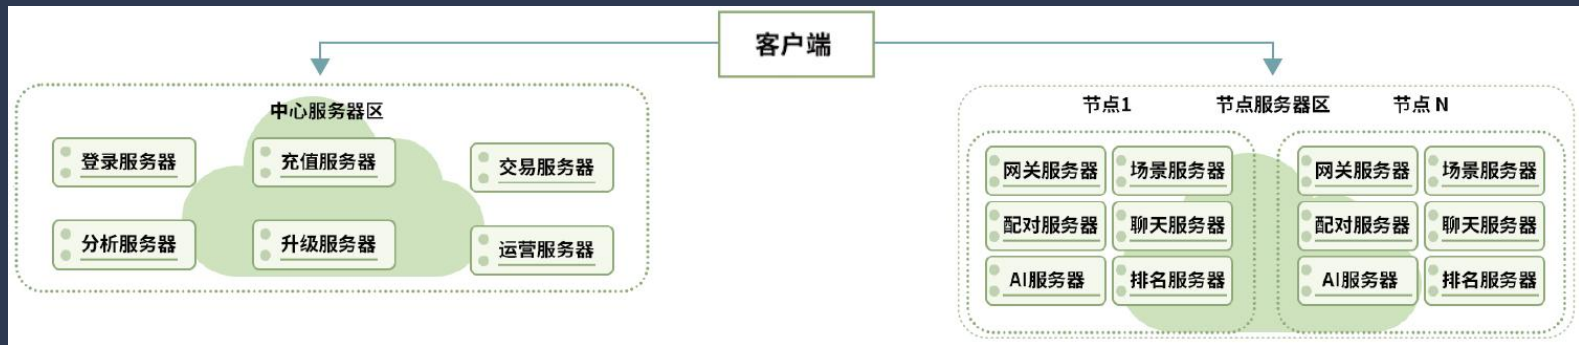 客户端
中心服务器区
登录服务器
充值服务器
交易服务器
分析服务器
升级服务器
运营服务器
节点1
节点服务器区
节点 N
网关服务器
场景服务器
配对服务器
聊天服务器
AI服务器
排名服务器
网关服务器
场景服务器
配对服务器
聊天服务器
AI服务器
排名服务器